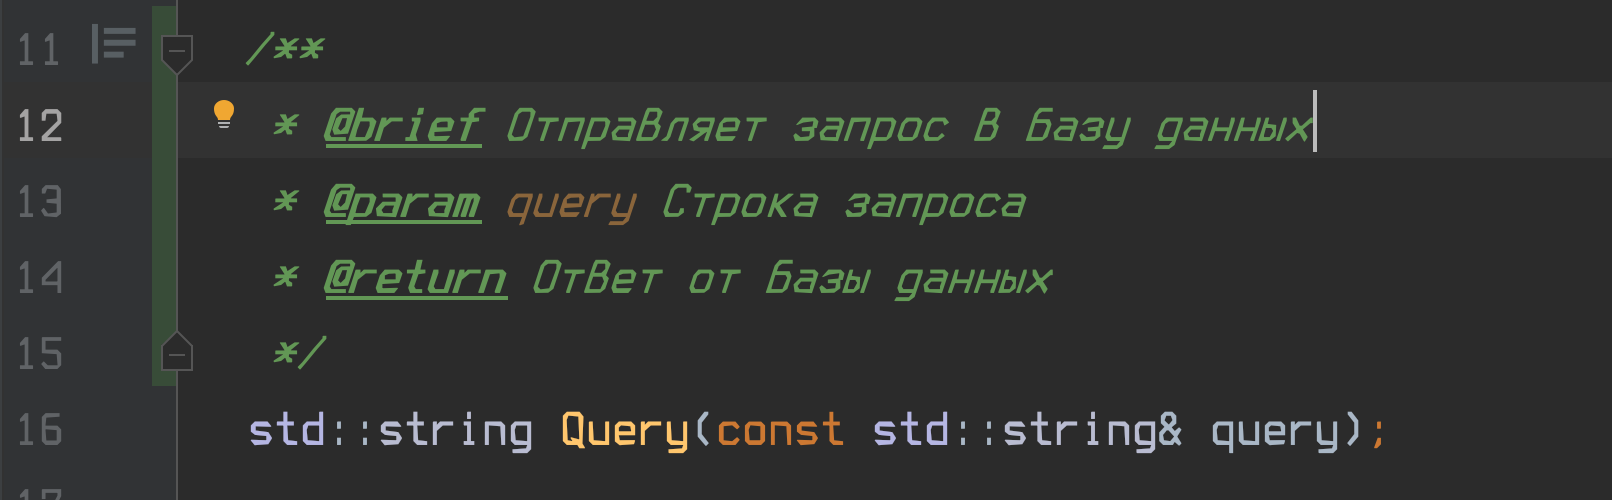 11 /**
12 * @brief Отправляет запрос в базу данных
13 * @param query Строка запроса
14 * @return Ответ от базы данных
15 */
16 std::string Query(const std::string& query);
17